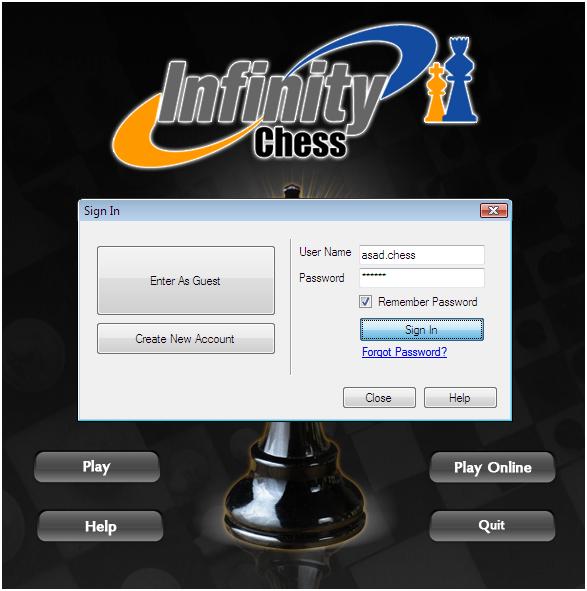 Infinity
Chess
Sign In
Enter As Guest
Create New Account
User Name
asad.chess
Password
******
Remember Password
Sign In
Forgot Password?
Close
Help
Play
Play Online
Help
Quit